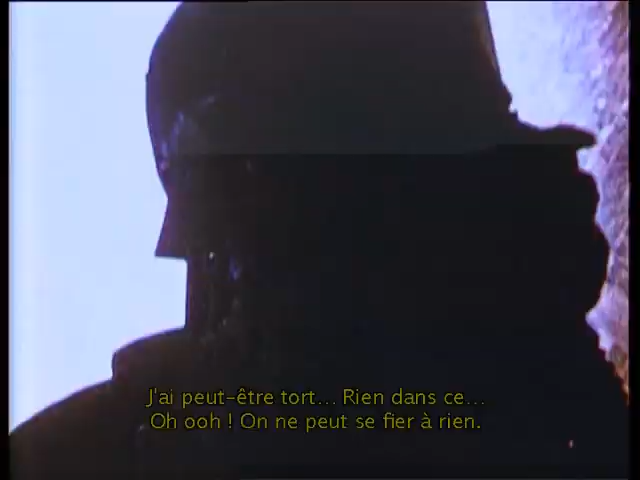 J'ai peut-être tort... Rien dans ce...
Oh ooh ! On ne peut se fier à rien.